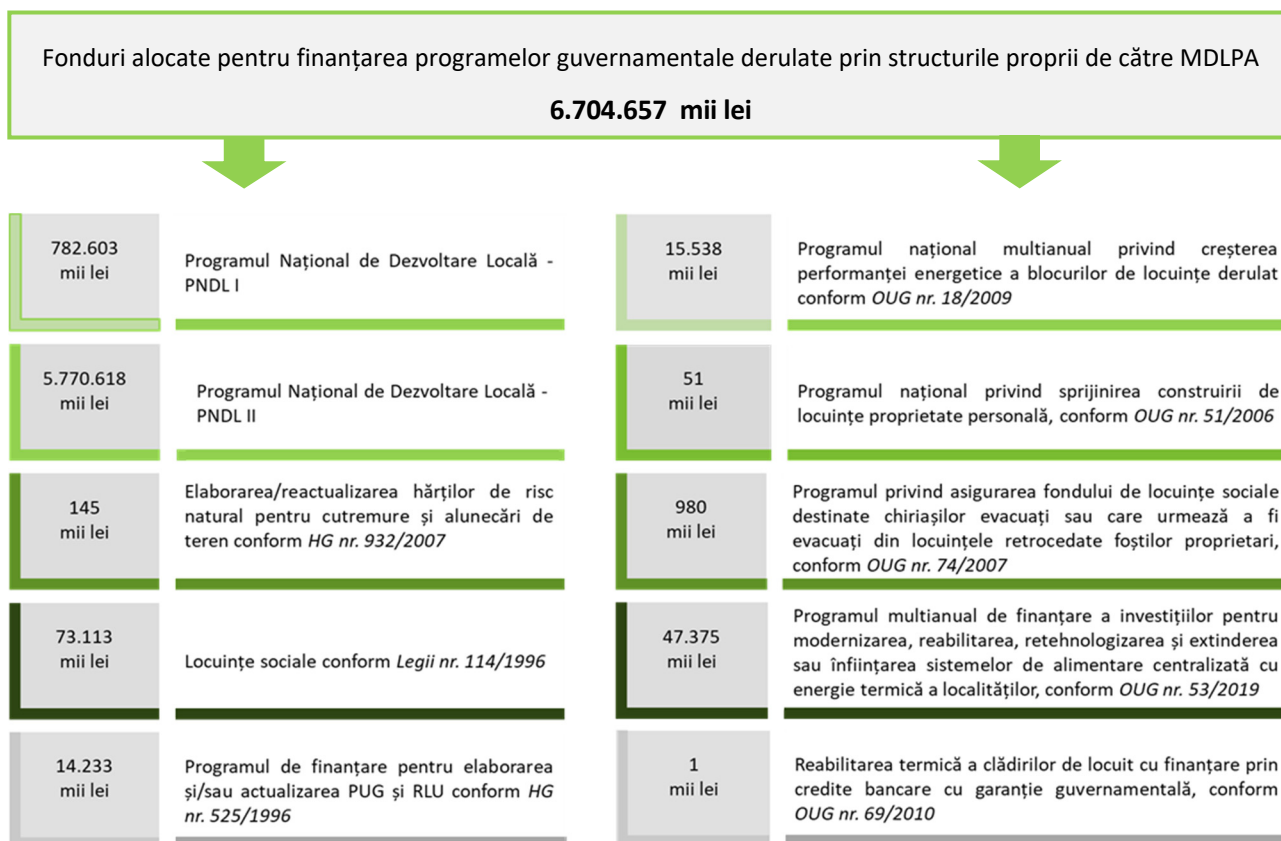 Fonduri alocate pentru finanțarea programelor guvernamentale derulate prin structurile proprii de către MDLPA
6.704.657 mii lei
782.603
mii lei
Programul Național de Dezvoltare Locală -
PNDL I
5.770.618
mii lei
Programul Național de Dezvoltare Locală -
PNDL II
145
mii lei
Elaborarea/reactualizarea hărților de risc
natural pentru cutremure și alunecări de
teren conform HG nr. 932/2007
73.113
mii lei
Locuințe sociale conform Legii nr. 114/1996
14.233
mii lei
Programul de finanțare pentru elaborarea
și/sau actualizarea PUG și RLU conform HG
nr. 525/1996
15.538
mii lei
Programul național multianual privind creșterea
performanței energetice a blocurilor de locuințe derulat
conform OUG nr. 18/2009
51
mii lei
Programul național privind sprijinirea construirii de
locuințe proprietate personală, conform OUG nr. 51/2006
980
mii lei
Programul privind asigurarea fondului de locuințe sociale
destinate chiriașilor evacuați sau care urmează a fi
evacuați din locuințele retrocedate foștilor proprietari,
conform OUG nr. 74/2007
47.375
mii lei
Programul multianual de finanțare a investițiilor pentru
modernizarea, reabilitarea, retehnologizarea și extinderea
sau înființarea sistemelor de alimentare centralizată cu
energie termică a localităților, conform OUG nr. 53/2019
1
mii lei
Reabilitarea termică a clădirilor de locuit cu finanțare prin
credite bancare cu garanție guvernamentală, conform
OUG nr. 69/2010